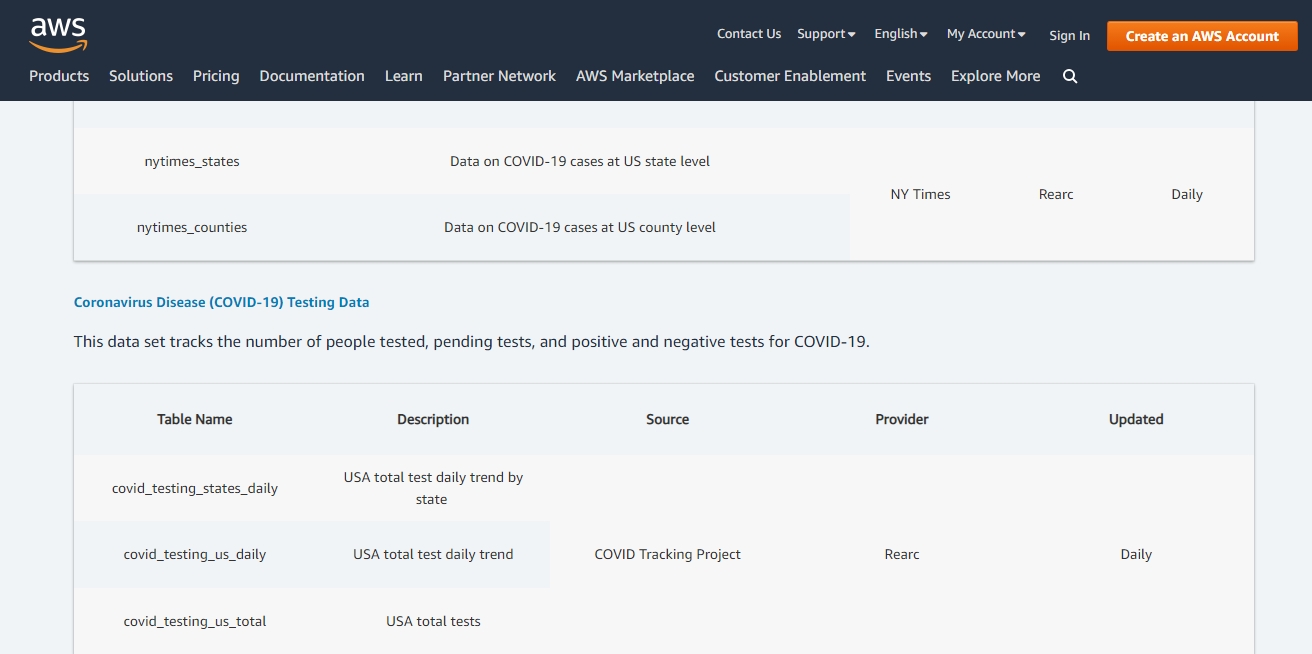 aws
Contact Us Support English My Account Sign In Create an AWS Account
Products Solutions Pricing Documentation Learn Partner Network AWS Marketplace Customer Enablement Events Explore More
nytimes_states Data on COVID-19 cases at US state level
NY Times Rearc Daily
nytimes_counties Data on COVID-19 cases at US county level
Coronavirus Disease (COVID-19) Testing Data
This data set tracks the number of people tested, pending tests, and positive and negative tests for COVID-19.
Table Name Description Source Provider Updated
covid_testing_states_daily USA total test daily trend by
state
covid_testing_us_daily USA total test daily trend COVID Tracking Project Rearc Daily
covid_testing_us_total USA total tests